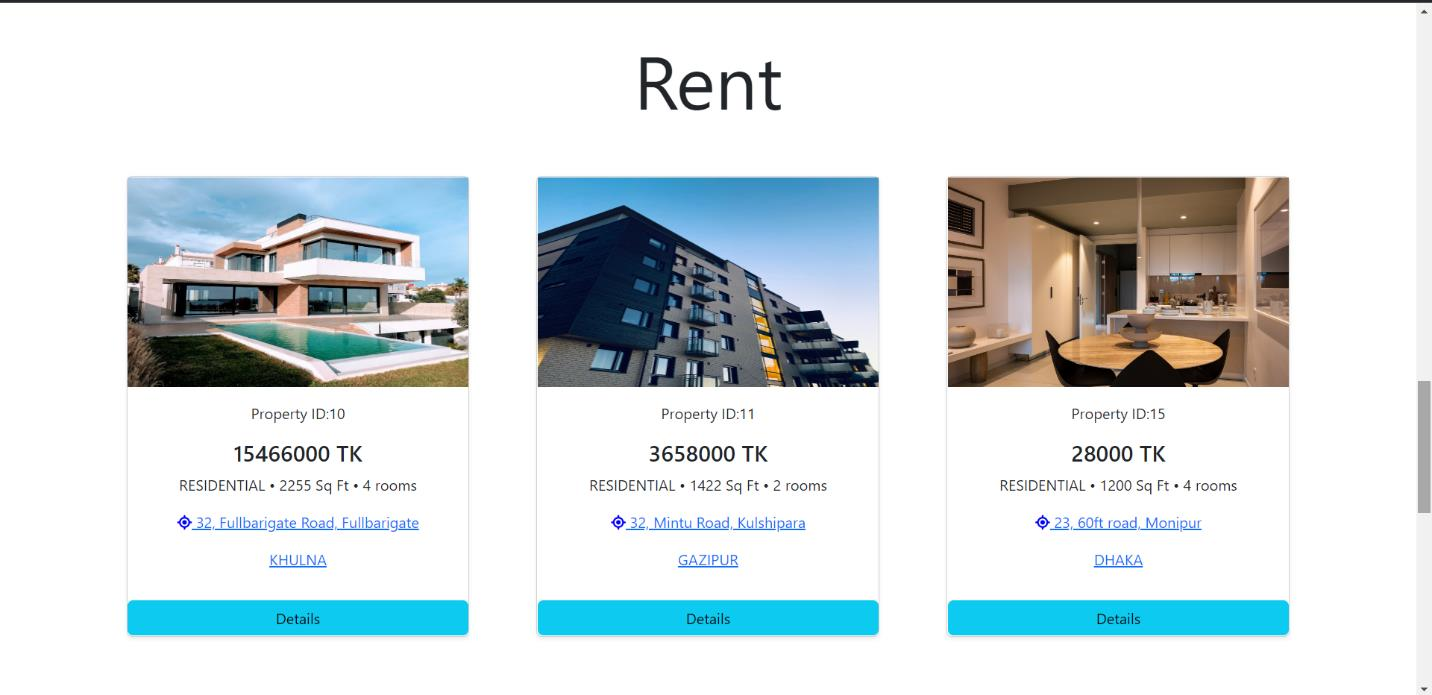 Rent
Property ID:10
15466000 TK
RESIDENTIAL • 2255 Sq Ft • 4 rooms
32, Fullbarigate Road, Fullbarigate
KHULNA
Details
Property ID:11
3658000 TK
RESIDENTIAL • 1422 Sq Ft • 2 rooms
32, Mintu Road, Kulshipara
GAZIPUR
Details
Property ID:15
28000 TK
RESIDENTIAL • 1200 Sq Ft • 4 rooms
23, 60ft road, Monipur
DHAKA
Details